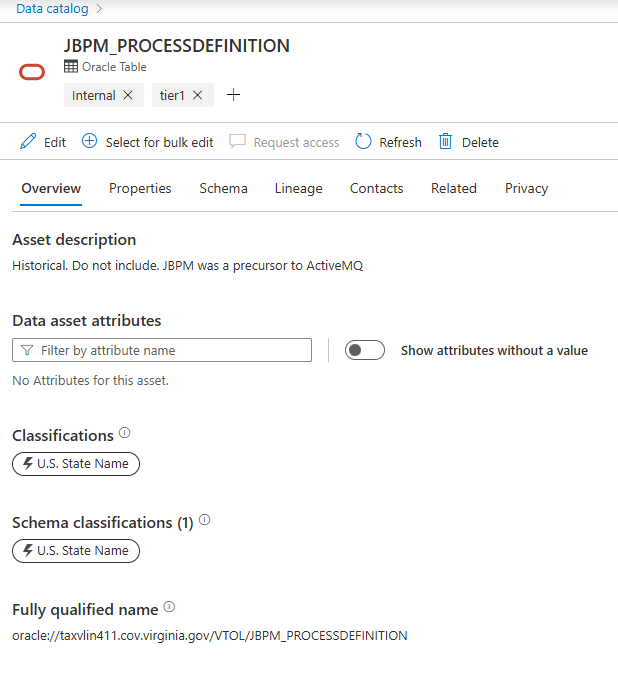 Data catalog >
JBPM_PROCESSDEFINITION
Oracle Table
Internal × tier1 × +
Edit Select for bulk edit Request access Refresh Delete
Overview Properties Schema Lineage Contacts Related Privacy
Asset description
Historical. Do not include. JBPM was a precursor to ActiveMQ
Data asset attributes
Filter by attribute name Show attributes without a value
No Attributes for this asset.
Classifications
U.S. State Name
Schema classifications (1)
U.S. State Name
Fully qualified name
oracle://taxvlin411.cov.virginia.gov/VTOL/JBPM_PROCESSDEFINITION